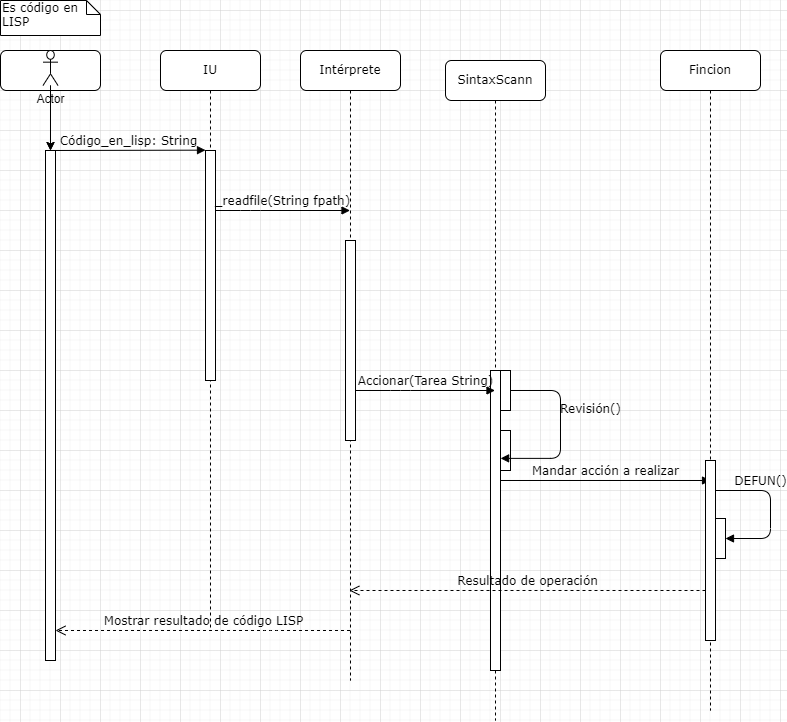 Es código en
LISP
Actor
IU
Intérprete
SintaxScann
Fincion
Código_en_lisp: String
_readfile(String fpath)
Accionar(Tarea String)
Revisión()
Mandar acción a realizar
DEFUN()
Resultado de operación
Mostrar resultado de código LISP